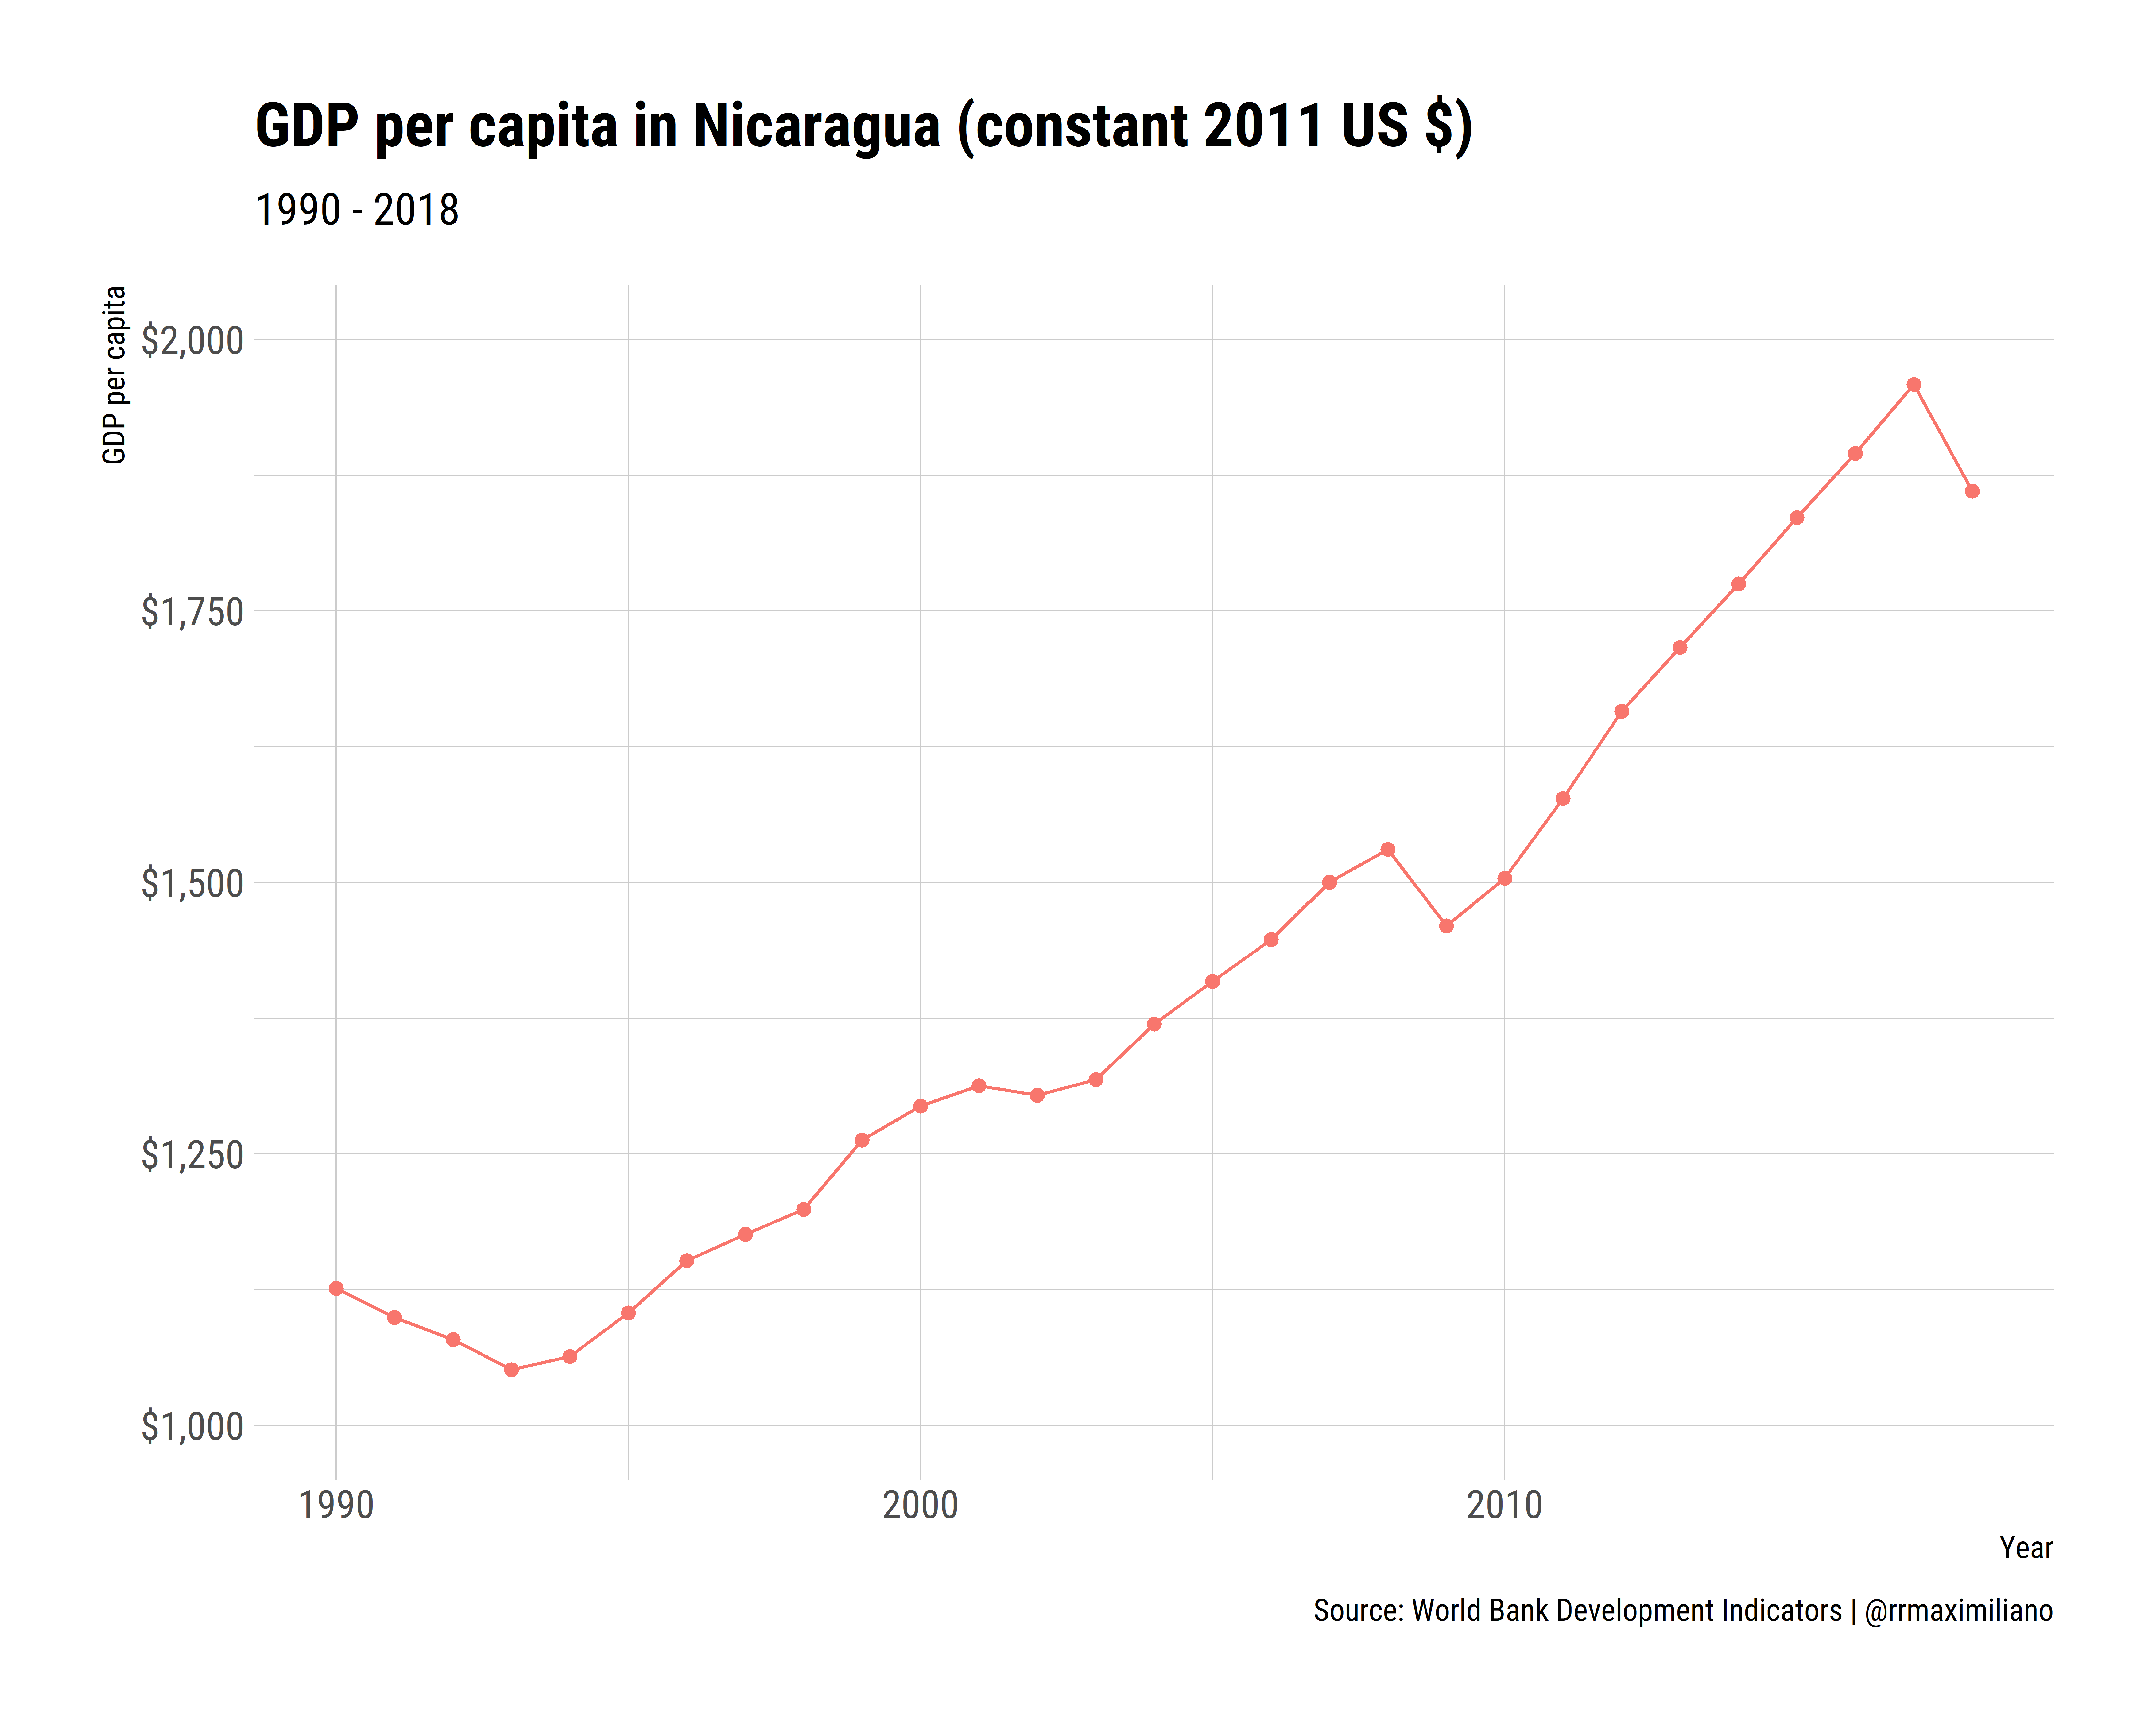 GDP per capita in Nicaragua (constant 2011 US $)
1990 - 2018
GDP per capita
$2,000
$1,750
$1,500
$1,250
$1,000
1990 2000 2010
Year
Source: World Bank Development Indicators | @rrmaximiliano